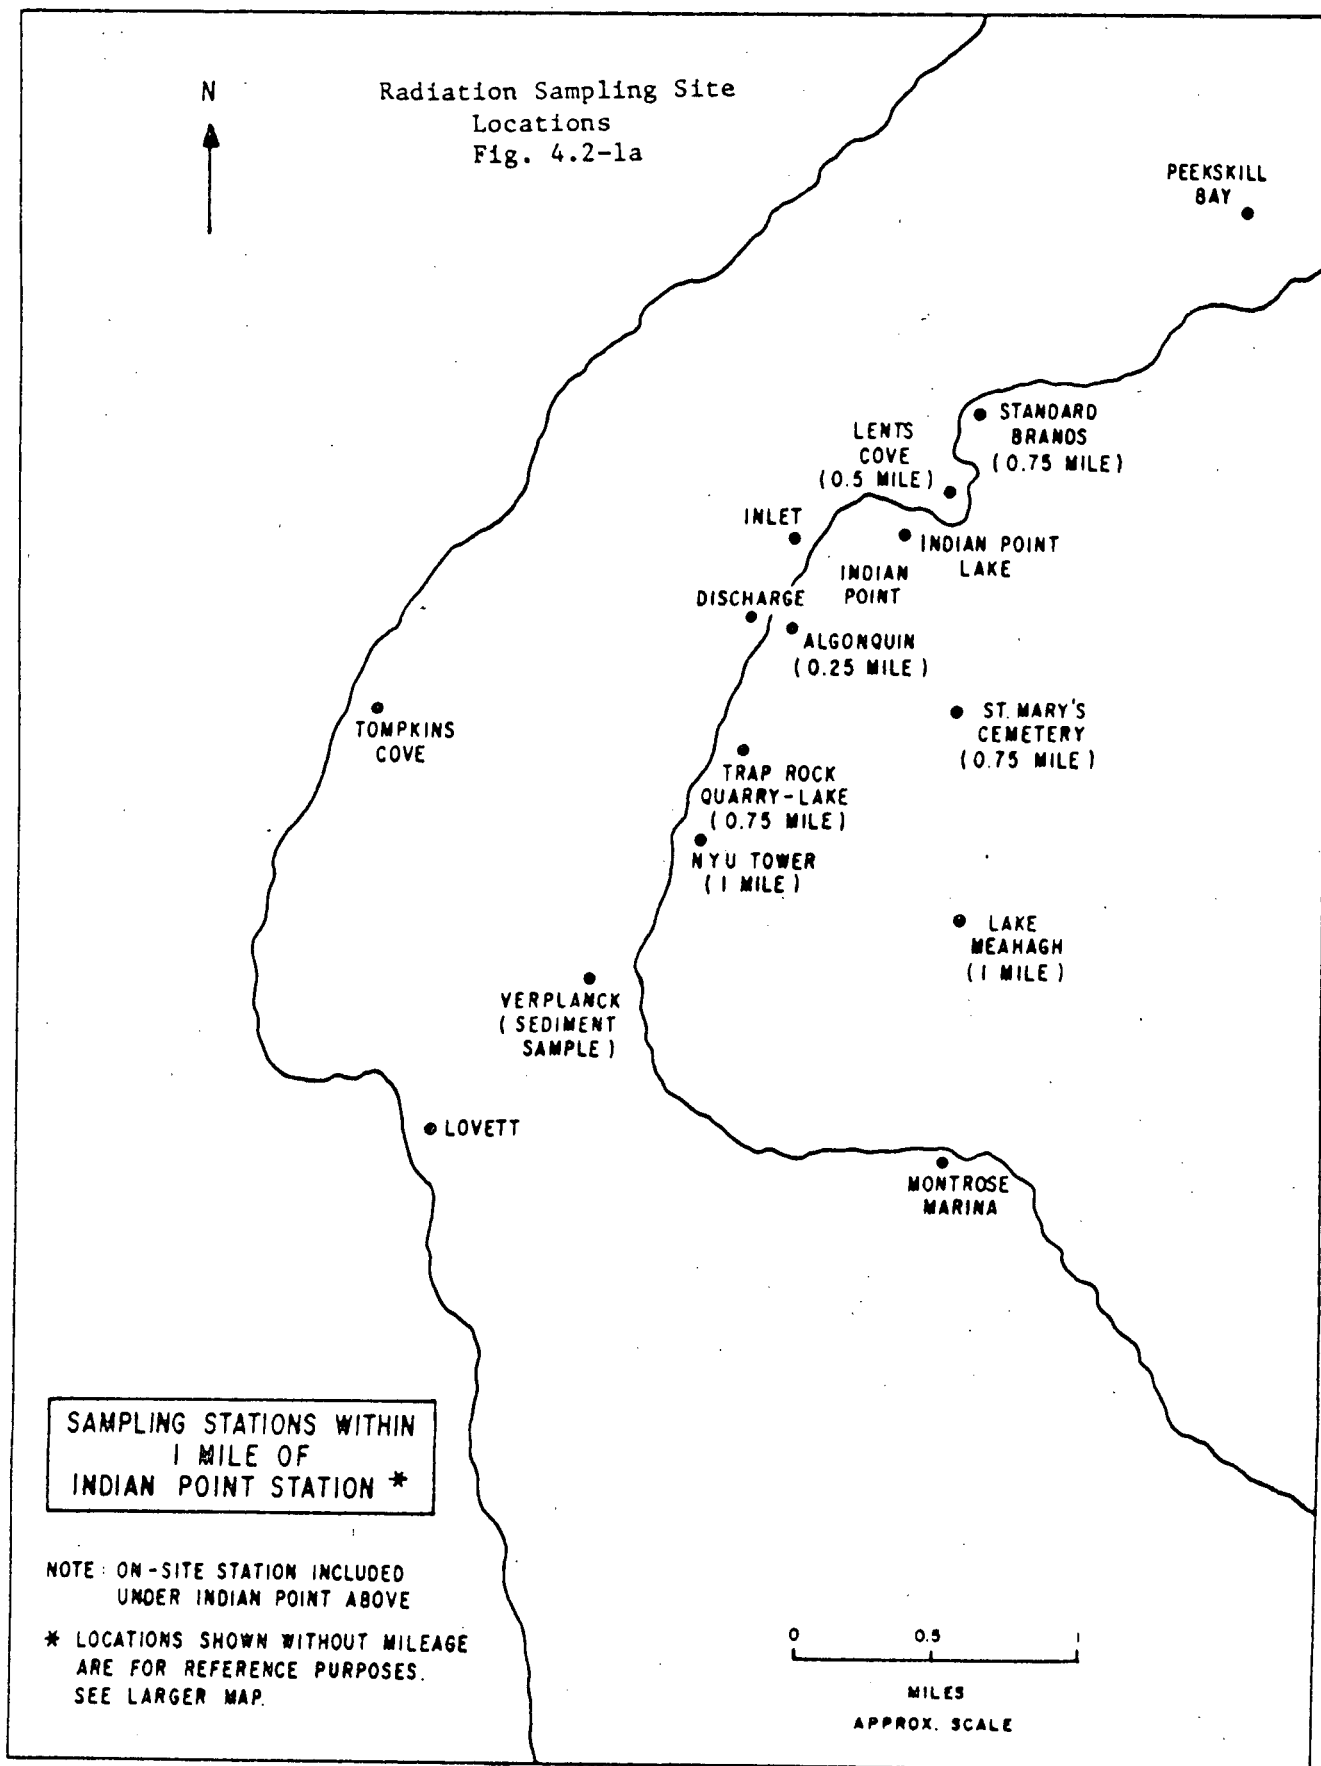 N
Radiation Sampling Site
Locations
Fig. 4.2-1a
PEEKSKILL
BAY
STANDARD
BRANDS
(0.75 MILE)
LENTS
COVE
(0.5 MILE)
INLET
INDIAN POINT
LAKE
INDIAN
POINT
DISCHARGE
ALGONQUIN
(0.25 MILE)
TOMPKINS
COVE
ST. MARY'S
CEMETERY
(0.75 MILE)
TRAP ROCK
QUARRY-LAKE
(0.75 MILE)
NYU TOWER
(1 MILE)
LAKE
MEAHAGH
(1 MILE)
VERPLANCK
(SEDIMENT
SAMPLE)
LOVETT
MONTROSE
MARINA
SAMPLING STATIONS WITHIN
1 MILE OF
INDIAN POINT STATION *
NOTE: ON-SITE STATION INCLUDED
UNDER INDIAN POINT ABOVE
* LOCATIONS SHOWN WITHOUT MILEAGE
ARE FOR REFERENCE PURPOSES.
SEE LARGER MAP.
0 0.5 1
MILES
APPROX. SCALE